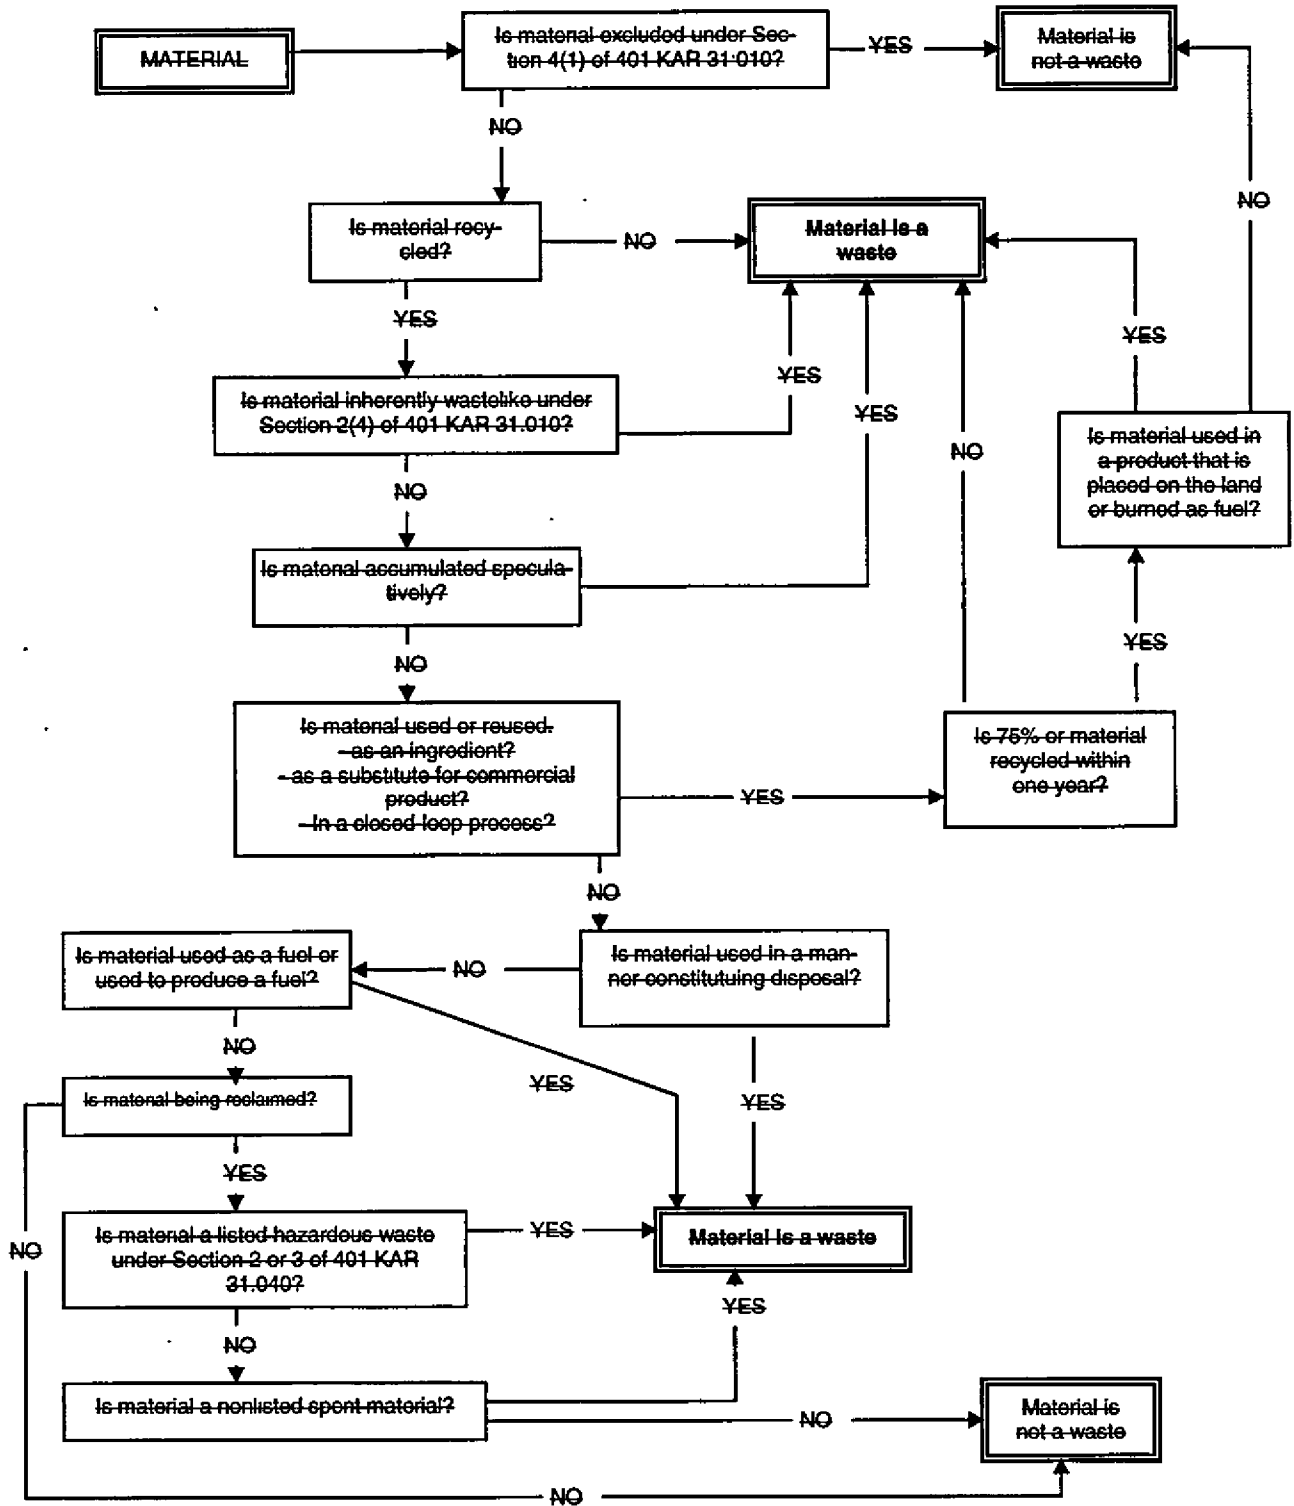 MATERIAL
Is material excluded under Sec-
tion 4(1) of 401 KAR 31:010?
YES
Material is
not a waste
NO
NO
Is material recy-
cled?
NO
Material is a
waste
YES
YES
YES
Is material inherently wastelike under
Section 2(4) of 401 KAR 31.010?
YES
NO
Is material used in
a product that is
placed on the land
or burned as fuel?
NO
Is material accumulated specula-
tively?
NO
YES
Is material used or reused.
- as an ingredient?
- as a substitute for commercial
product?
- In a closed loop process?
YES
Is 75% or material
recycled within
one year?
NO
Is material used as a fuel or
used to produce a fuel?
NO
Is material used in a man-
ner constitutuing disposal?
NO
YES
YES
Is material being reclaimed?
YES
NO
Is material a listed hazardous waste
under Section 2 or 3 of 401 KAR
31.040?
YES
Material is a waste
YES
NO
Is material a nonlisted spent material?
NO
Material is
not a waste
NO